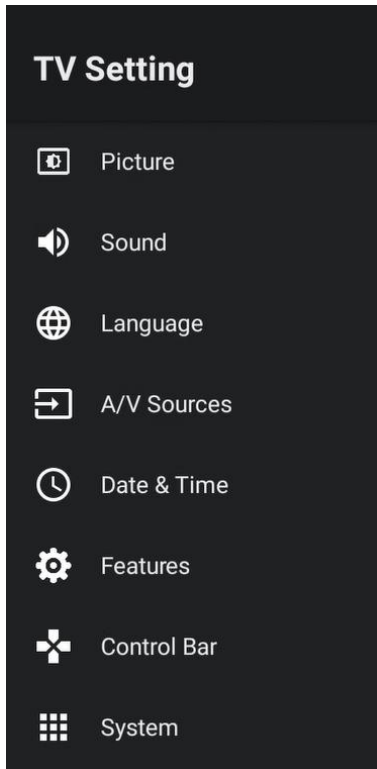 TV Setting
Picture
Sound
Language
A/V Sources
Date & Time
Features
Control Bar
System